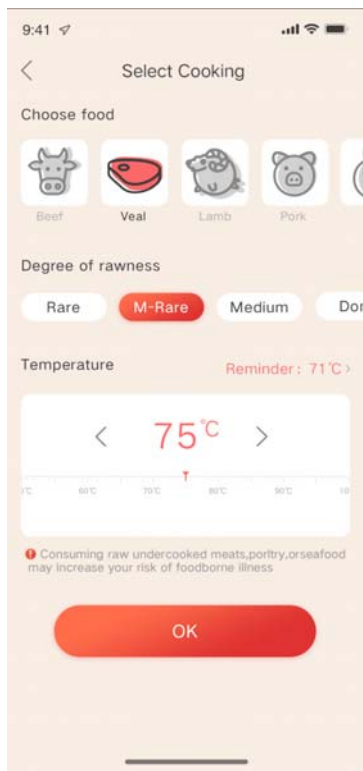 9:41
Select Cooking
Choose food
Beef Veal Lamb Pork
Degree of rawness
Rare M-Rare Medium Don
Temperature Reminder : 71℃ >
75℃
60℃ 70℃ 80℃ 90℃ 10
Consuming raw undercooked meats,porltry,orseafood
may increase your risk of foodborne illness
OK